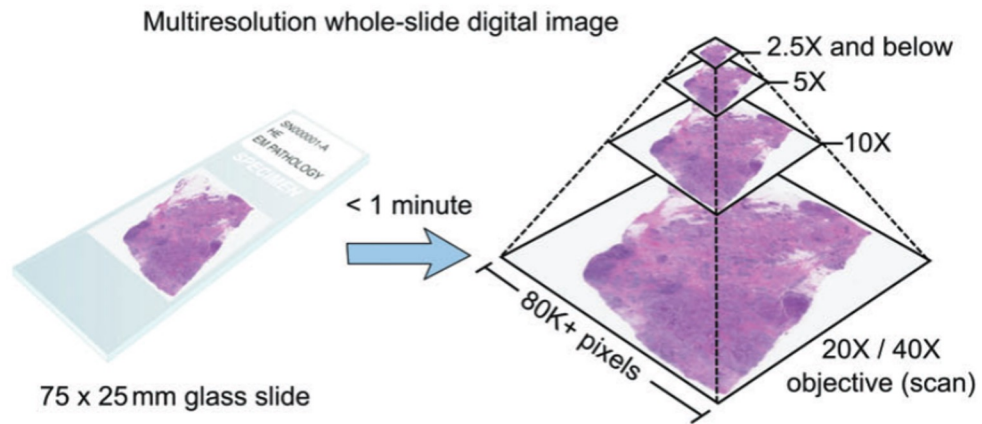 Multiresolution whole-slide digital image
SN000001-A
HE
EM PATHOLOGY
SPECIMEN
75 x 25 mm glass slide
< 1 minute
2.5X and below
5X
10X
80K+ pixels
20X / 40X
objective (scan)